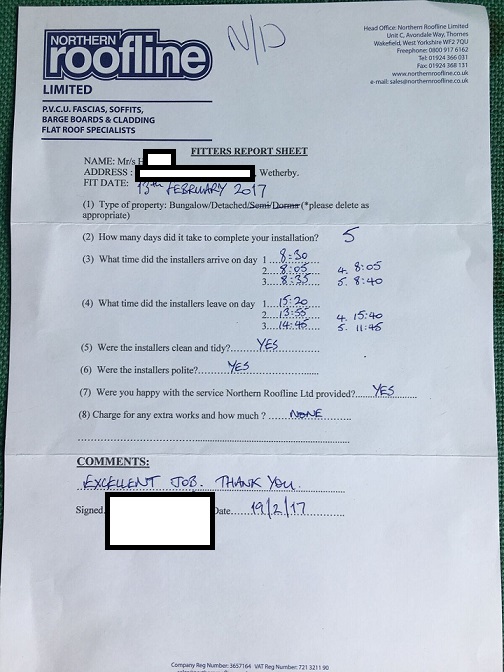 NORTHERN
roofline
LIMITED
P.V.C.U. FASCIAS, SOFFITS,
BARGE BOARDS & CLADDING
FLAT ROOF SPECIALISTS
N/D
Head Office: Northern Roofline Limited
Unit C, Avondale Way, Thornes
Wakefield, West Yorkshire WF2 7QU
Freephone: 0800 917 6162
Tel: 01924 366 031
Fax: 01924 368 131
www.northernroofline.co.uk
e-mail: sales@northernroofline.co.uk
FITTERS REPORT SHEET
NAME: Mr/s H
ADDRESS : , Wetherby.
FIT DATE: 13th FEBRUARY 2017
(1) Type of property: Bungalow/Detached/Semi/Dorma (*please delete as
appropriate)
(2) How many days did it take to complete your installation? 5
(3) What time did the installers arrive on day 1 8:30
2 8:05 4. 8:05
3 8:35 5. 8:40
(4) What time did the installers leave on day 1 15:20
2 13:55 4. 15:40
3 14:45 5. 11:45
(5) Were the installers clean and tidy? YES
(6) Were the installers polite? YES
(7) Were you happy with the service Northern Roofline Ltd provided? YES
(8) Charge for any extra works and how much ? NONE
COMMENTS:
EXCELLENT JOB. THANK YOU.
Signed. Date 19/2/17
Company Reg Number: 3657164 VAT Reg Number: 721 3211 90